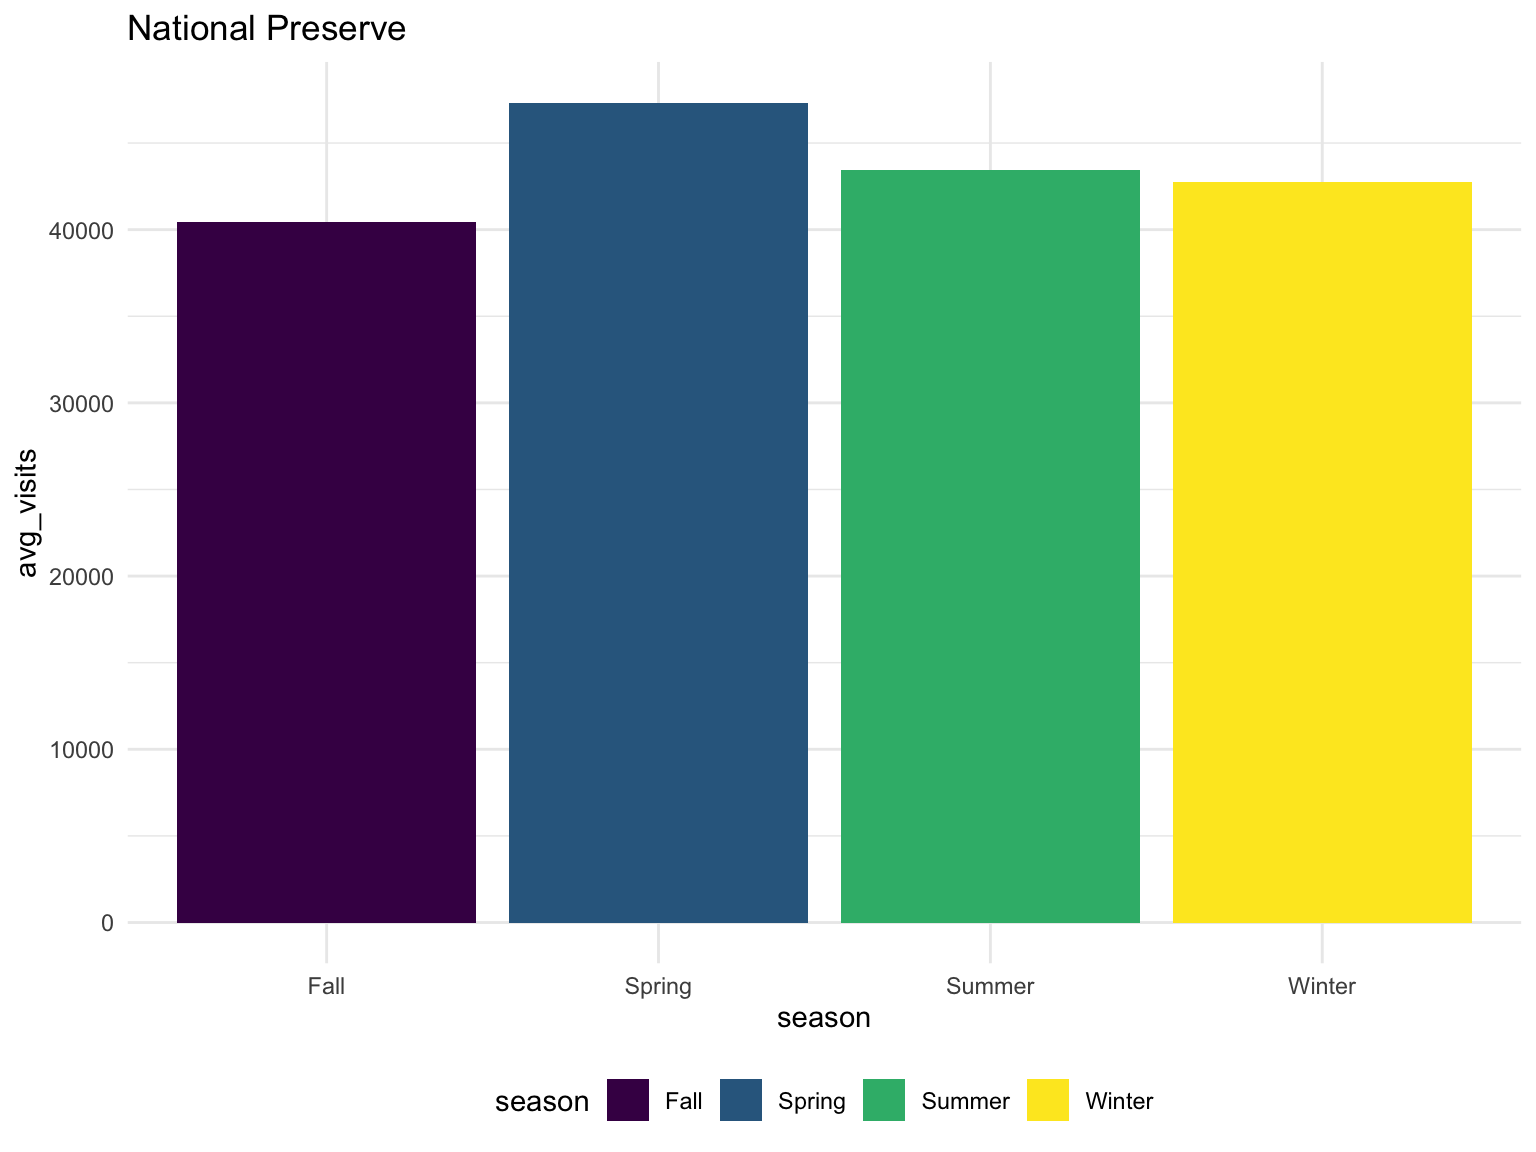 National Preserve
avg_visits
40000
30000
20000
10000
0
Fall Spring Summer Winter
season
season Fall Spring Summer Winter